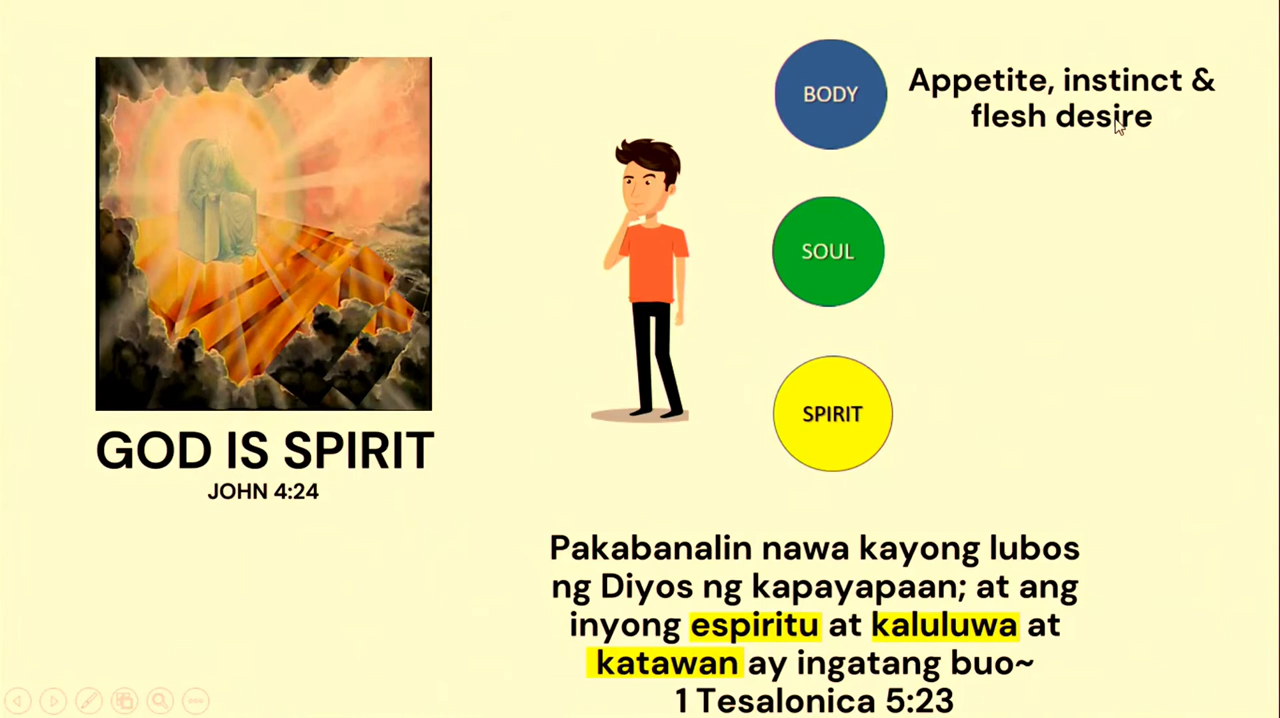 GOD IS SPIRIT
JOHN 4:24
BODY
Appetite, instinct &
flesh desire
SOUL
SPIRIT
Pakabanalin nawa kayong lubos
ng Diyos ng kapayapaan; at ang
inyong espiritu at kaluluwa at
katawan ay ingatang buo~
1 Tesalonica 5:23